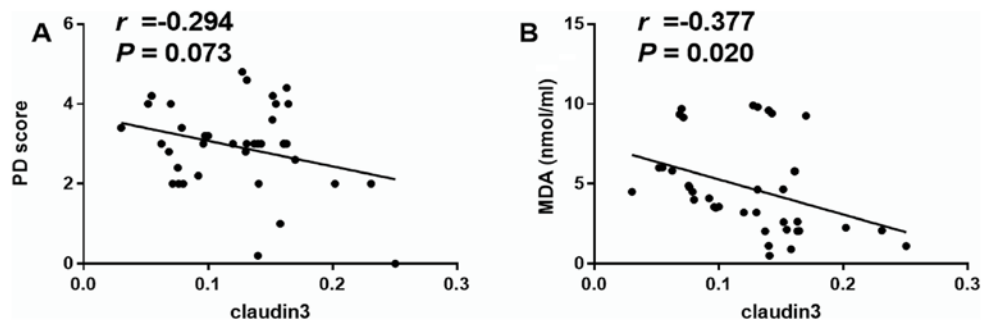 A
r =-0.294
P = 0.073
PD score
6
4
2
0
0.0
0.1
0.2
0.3
claudin3
B
r =-0.377
P = 0.020
MDA (nmol/ml)
15
10
5
0
0.0
0.1
0.2
0.3
claudin3